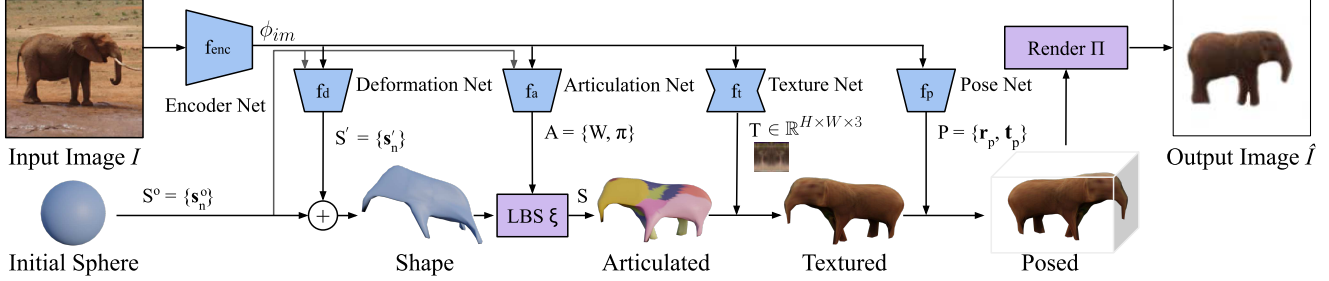 f_enc
Encoder Net
ϕ_im
f_d
Deformation Net
f_a
Articulation Net
f_t
Texture Net
f_p
Pose Net
Render Π
Input Image I
S' = {s'_n}
A = {W, π}
T ∈ ℝ^{H×W×3}
P = {r_p, t_p}
Output Image Î
S^o = {s^o_n}
+
LBS ξ
S
Initial Sphere
Shape
Articulated
Textured
Posed